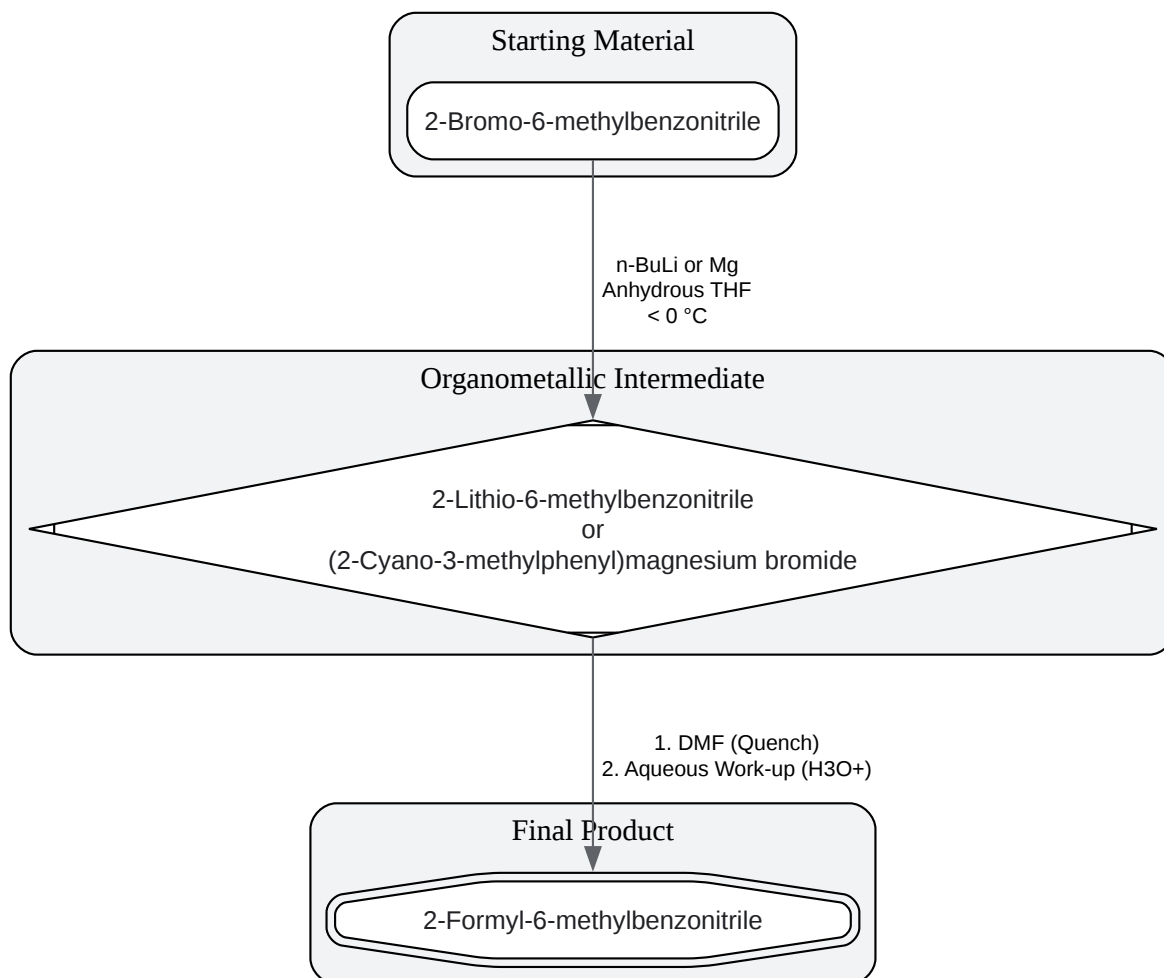 Starting Material
2-Bromo-6-methylbenzonitrile
n-BuLi or Mg
Anhydrous THF
< 0 °C
Organometallic Intermediate
2-Lithio-6-methylbenzonitrile
or
(2-Cyano-3-methylphenyl)magnesium bromide
1. DMF (Quench)
2. Aqueous Work-up (H3O+)
Final Product
2-Formyl-6-methylbenzonitrile